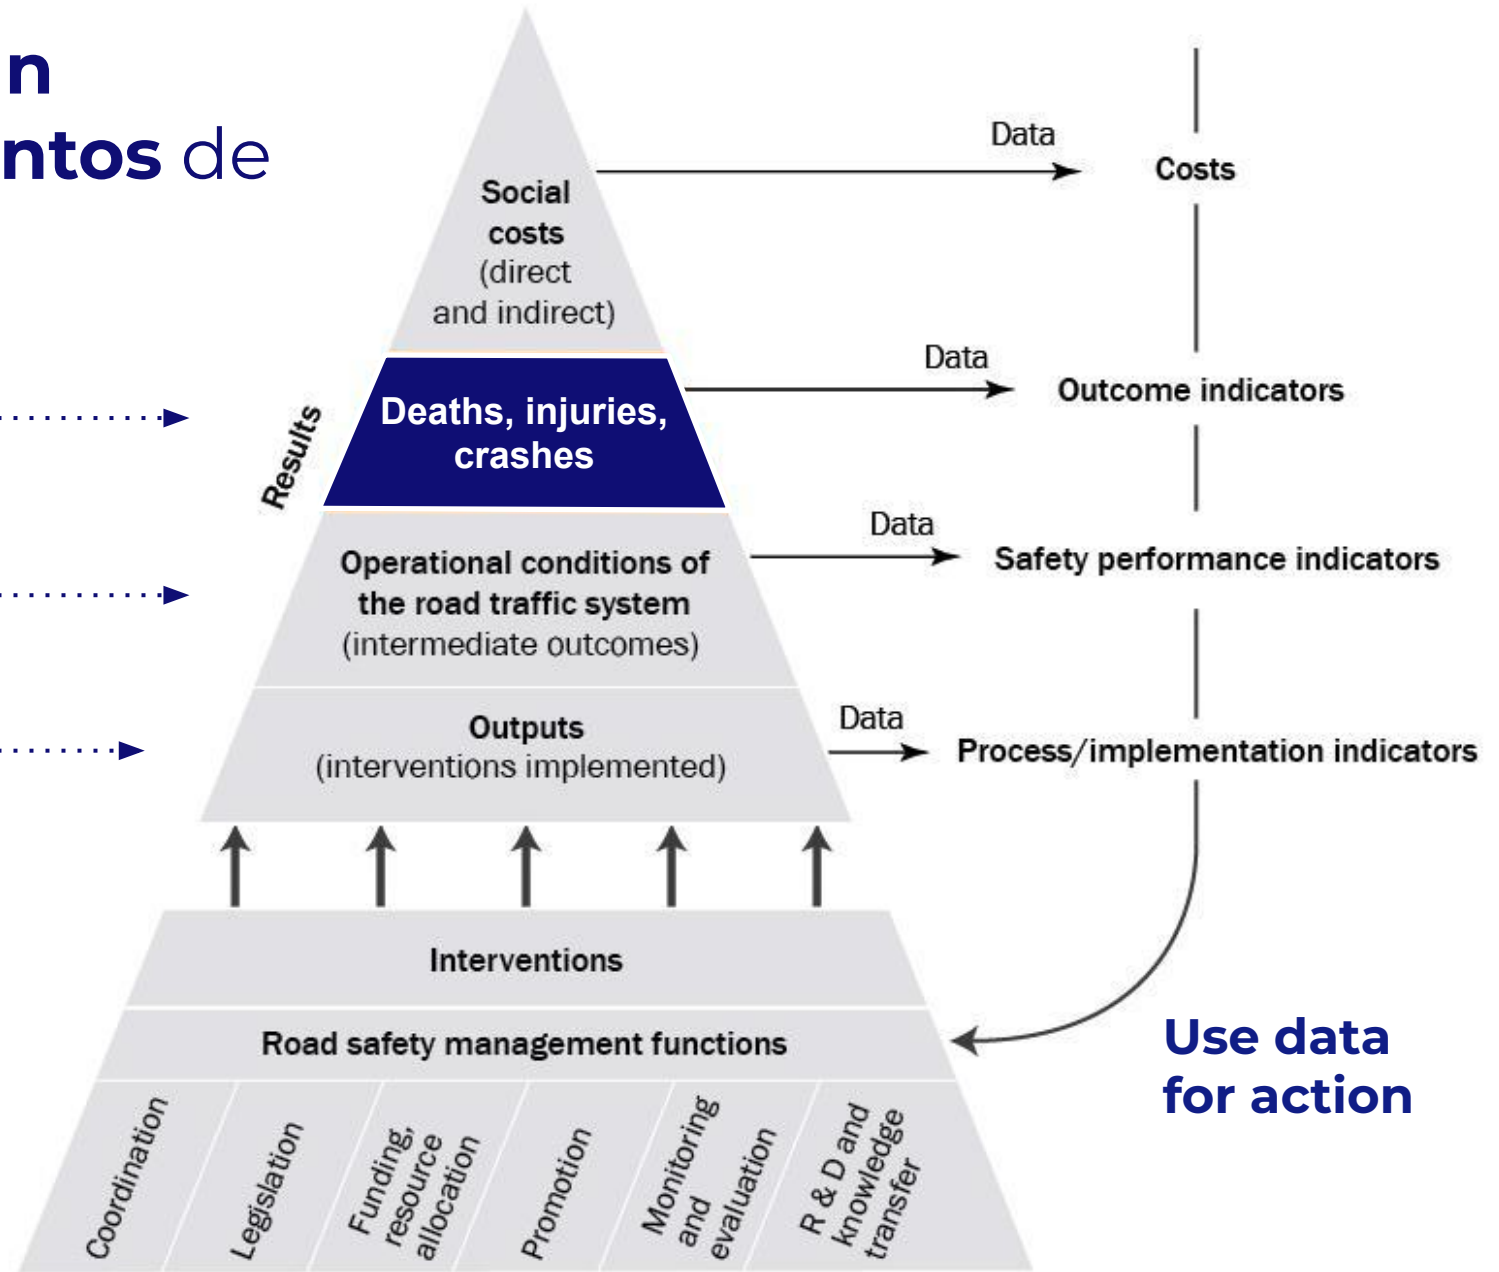 n
ntos de
Social
costs
(direct
and indirect)
Data
Costs
Results
Deaths, injuries,
crashes
Data
Outcome indicators
Operational conditions of
the road traffic system
(intermediate outcomes)
Data
Safety performance indicators
Outputs
(interventions implemented)
Data
Process/implementation indicators
Interventions
Road safety management functions
Use data
for action
Coordination
Legislation
Funding,
resource
allocation
Promotion
Monitoring
and
evaluation
R & D and
knowledge
transfer